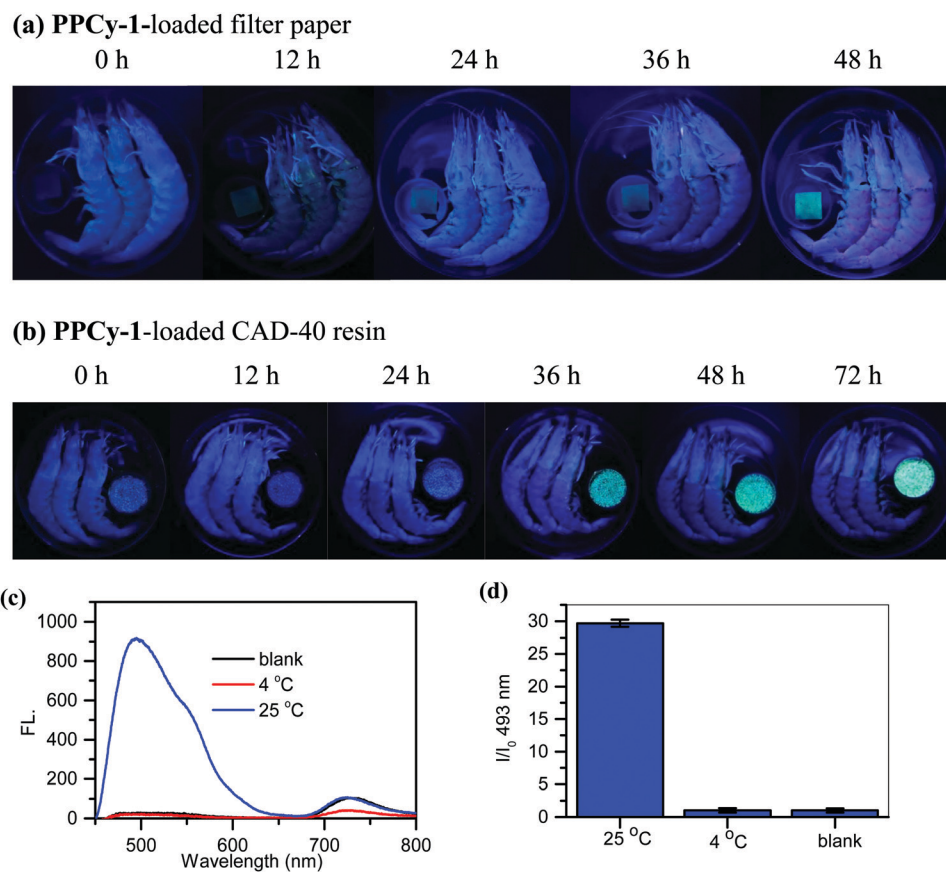 (a) PPCy-1-loaded filter paper
0 h 12 h 24 h 36 h 48 h
(b) PPCy-1-loaded CAD-40 resin
0 h 12 h 24 h 36 h 48 h 72 h
(c)
1000
800
600
400
200
0
FL.
blank
4 °C
25 °C
500 600 700 800
Wavelength (nm)
(d)
30
25
20
15
10
5
0
I/I₀ 493 nm
25 °C 4 °C blank